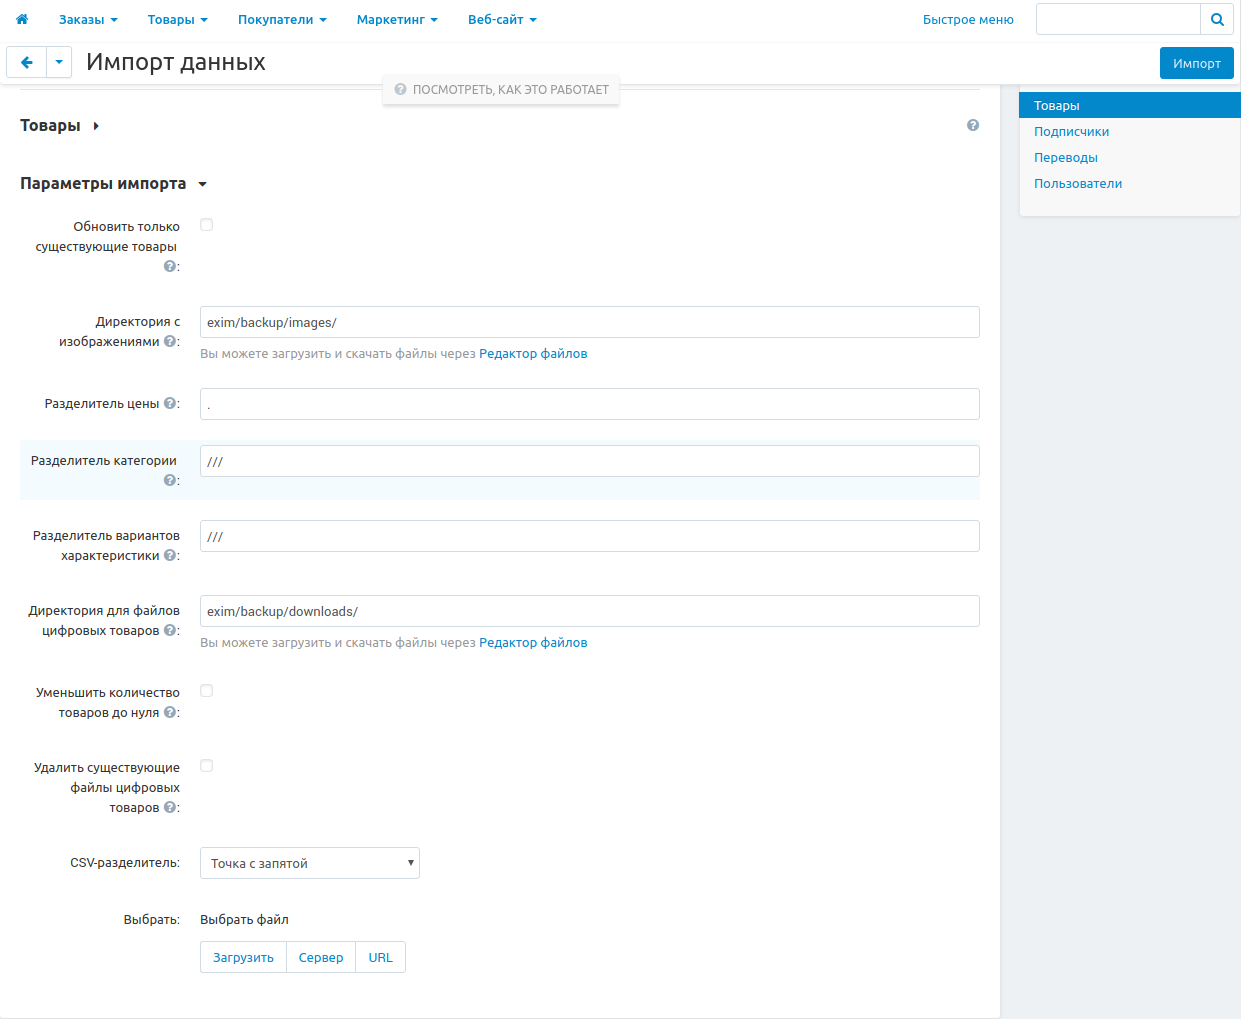 Заказы Товары Покупатели Маркетинг Веб-сайт Быстрое меню
Импорт данных Импорт
ПОСМОТРЕТЬ, КАК ЭТО РАБОТАЕТ
Товары
Параметры импорта
Обновить только
существующие товары
?:
Директория с
изображениями ?:
exim/backup/images/
Вы можете загрузить и скачать файлы через Редактор файлов
Разделитель цены ?:
.
Разделитель категории
?:
///
Разделитель вариантов
характеристики ?:
///
Директория для файлов
цифровых товаров ?:
exim/backup/downloads/
Вы можете загрузить и скачать файлы через Редактор файлов
Уменьшить количество
товаров до нуля ?:
Удалить существующие
файлы цифровых
товаров ?:
CSV-разделитель: Точка с запятой
Выбрать: Выбрать файл
Загрузить Сервер URL
Товары
Подписчики
Переводы
Пользователи